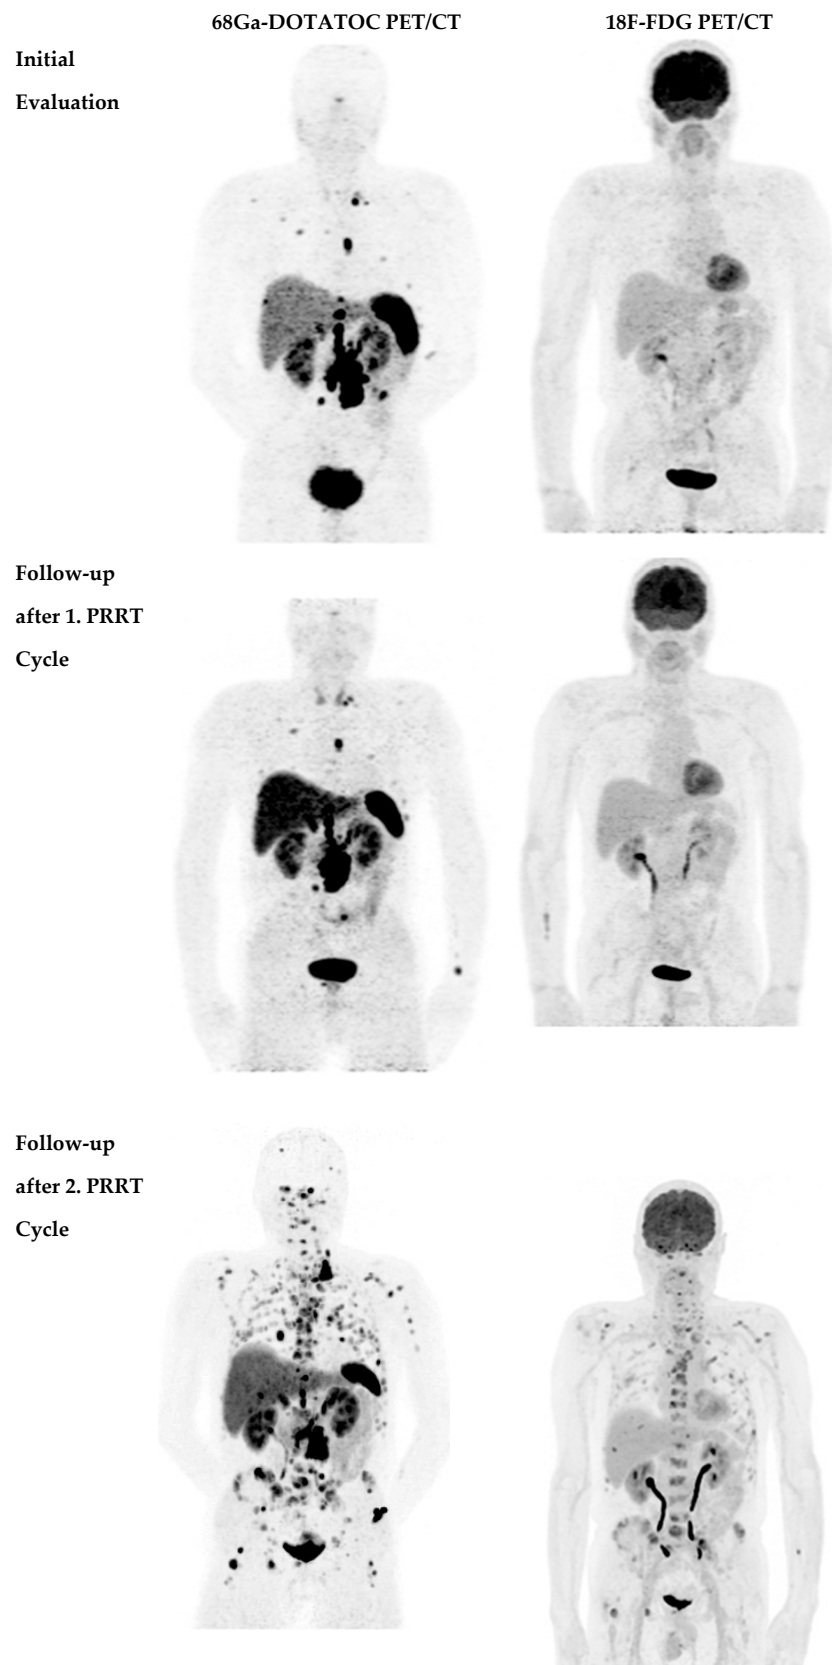 68Ga-DOTATOC PET/CT
18F-FDG PET/CT
Initial
Evaluation
Follow-up
after 1. PRRT
Cycle
Follow-up
after 2. PRRT
Cycle